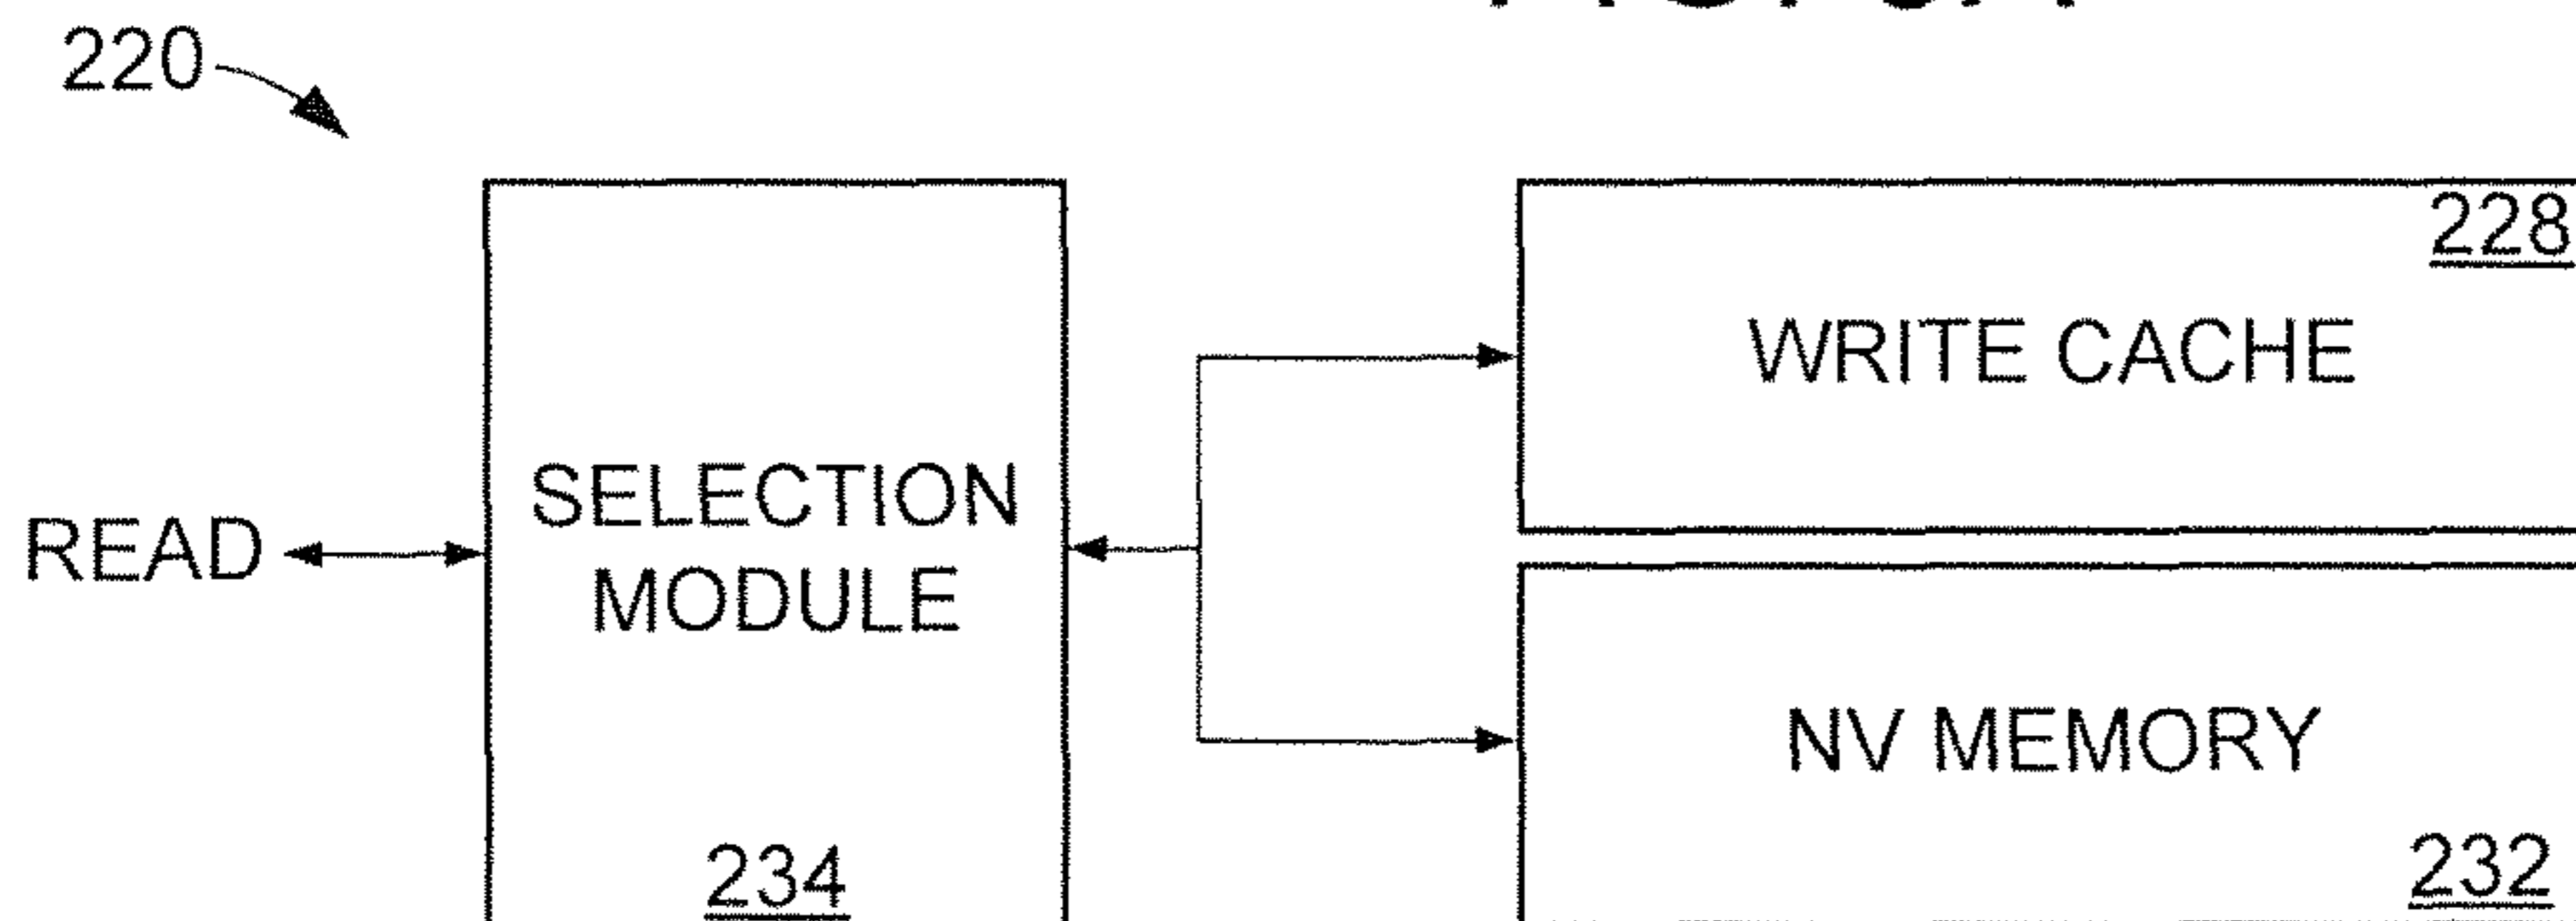 220
228
WRITE CACHE
SELECTION
MODULE
READ
NV MEMORY
234
232